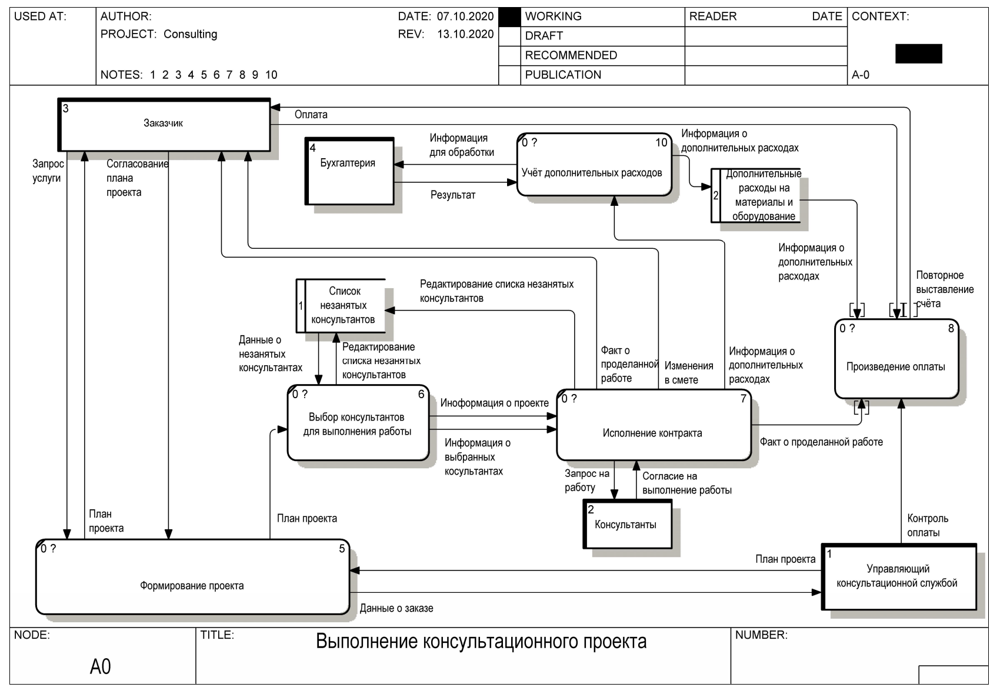 USED AT:
AUTHOR:
DATE: 07.10.2020
PROJECT: Consulting
REV: 13.10.2020
NOTES: 1 2 3 4 5 6 7 8 9 10
WORKING
DRAFT
RECOMMENDED
PUBLICATION
READER
DATE
CONTEXT:
A-0
3
Заказчик
Оплата
Запрос
услуги
Согласование
плана
проекта
4
Бухгалтерия
Информация
для обработки
Результат
0 ?
10
Учёт дополнительных расходов
Информация о
дополнительных расходах
2
Дополнительные
расходы на
материалы и
оборудование
Информация о
дополнительных
расходах
Повторное
выставление
счёта
1
Список
незанятых
консультантов
Редактирование списка незанятых
консультантов
Данные о
незанятых
консультантах
Редактирование
списка незанятых
консультантов
Факт о
проделанной
работе
Изменения
в смете
Информация о
дополнительных
расходах
0 ?
8
Произведение оплаты
0 ?
6
Выбор консультантов
для выполнения работы
Иноформация о проекте
Информация о
выбранных
косультантах
0 ?
7
Исполнение контракта
Факт о проделанной работе
Запрос на
работу
Согласие на
выполнение работы
2
Консультанты
План
проекта
План проекта
Контроль
оплаты
0 ?
5
Формирование проекта
План проекта
Данные о заказе
1
Управляющий
консультационной службой
NODE:
A0
TITLE:
Выполнение консультационного проекта
NUMBER: